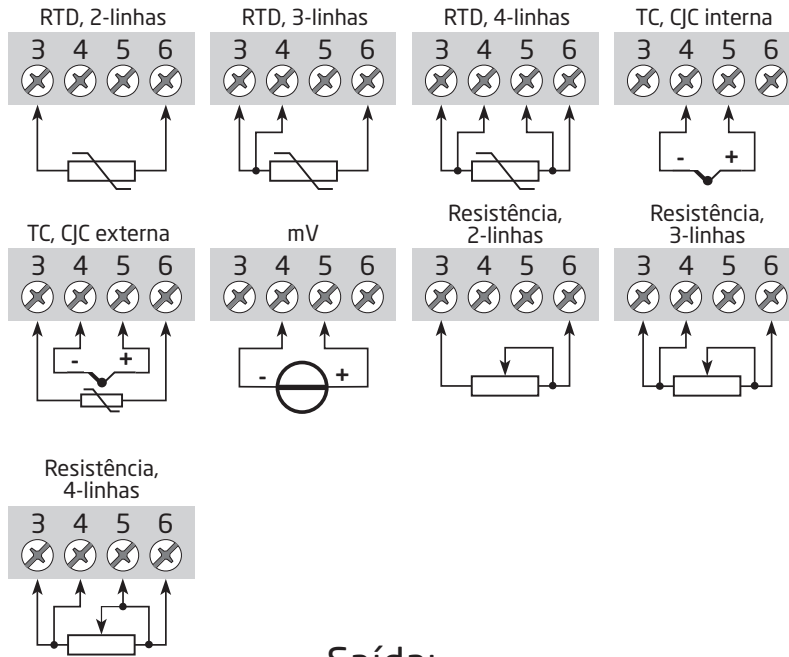 RTD, 2-linhas
3 4 5 6
RTD, 3-linhas
3 4 5 6
RTD, 4-linhas
3 4 5 6
TC, CJC interna
3 4 5 6
- +
TC, CJC externa
3 4 5 6
- +
mV
3 4 5 6
- +
Resistência,
2-linhas
3 4 5 6
Resistência,
3-linhas
3 4 5 6
Resistência,
4-linhas
3 4 5 6
Saída: